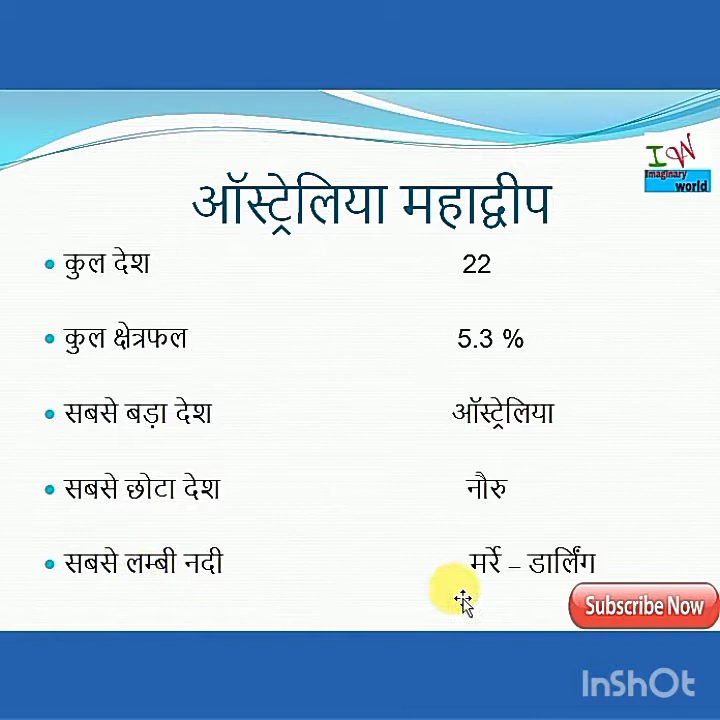 I W
Imaginary
world
ऑस्ट्रेलिया महाद्वीप
कुल देश 22
कुल क्षेत्रफल 5.3 %
सबसे बड़ा देश ऑस्ट्रेलिया
सबसे छोटा देश नौरु
सबसे लम्बी नदी मर्रे – डार्लिंग
Subscribe Now
InShOt